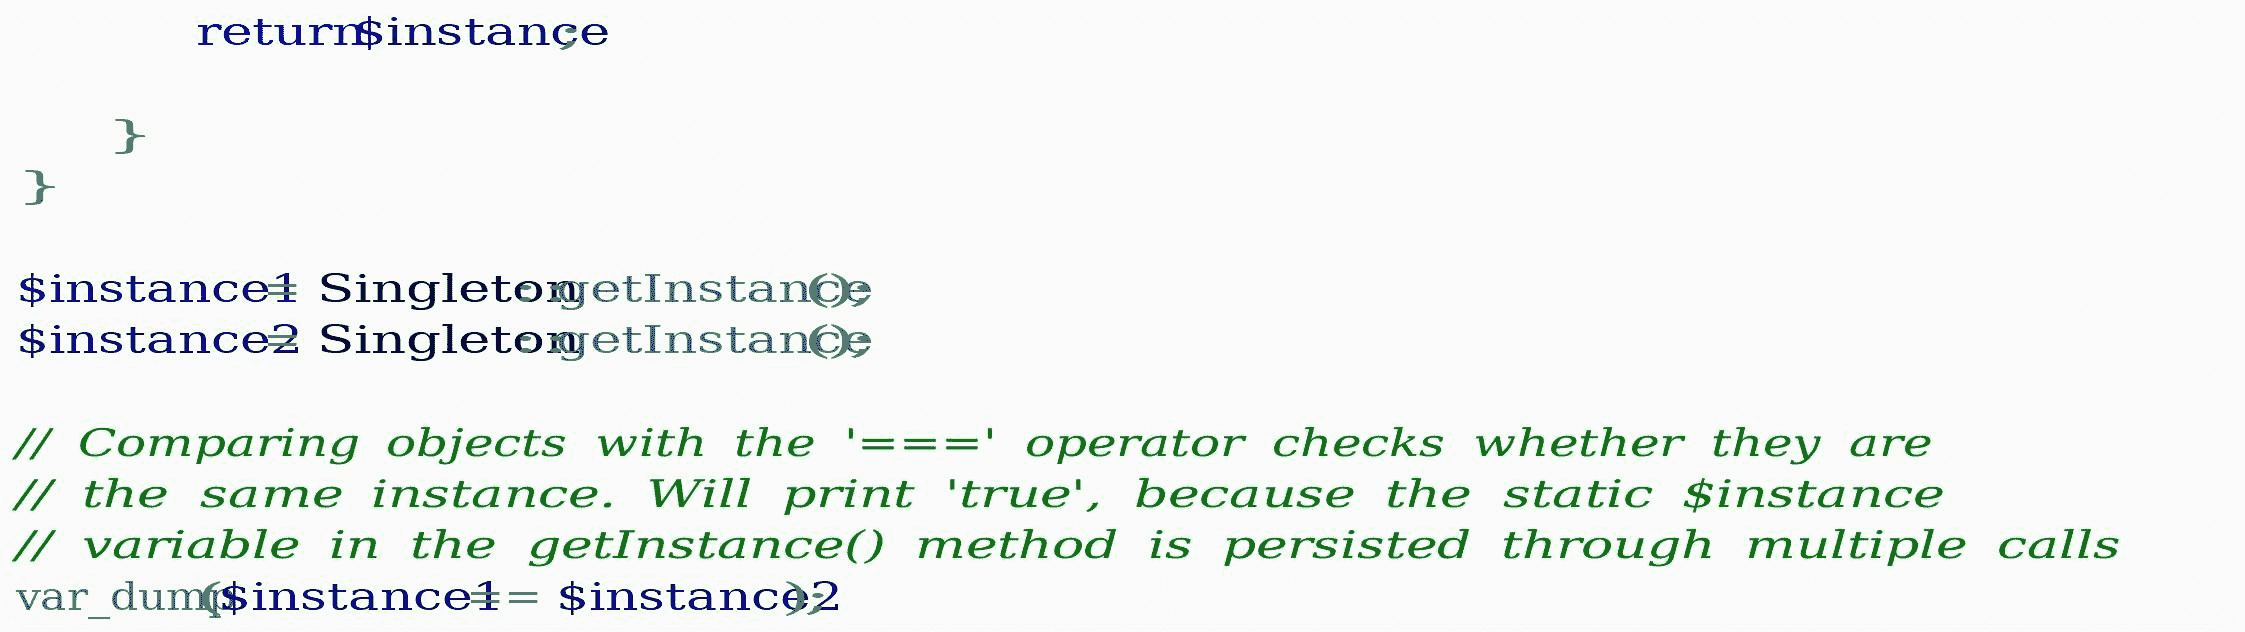 return $instance;
}
}
$instance1 = Singleton::getInstance();
$instance2 = Singleton::getInstance();
// Comparing objects with the '===' operator checks whether they are
// the same instance. Will print 'true', because the static $instance
// variable in the getInstance() method is persisted through multiple calls
var_dump($instance1 === $instance2);